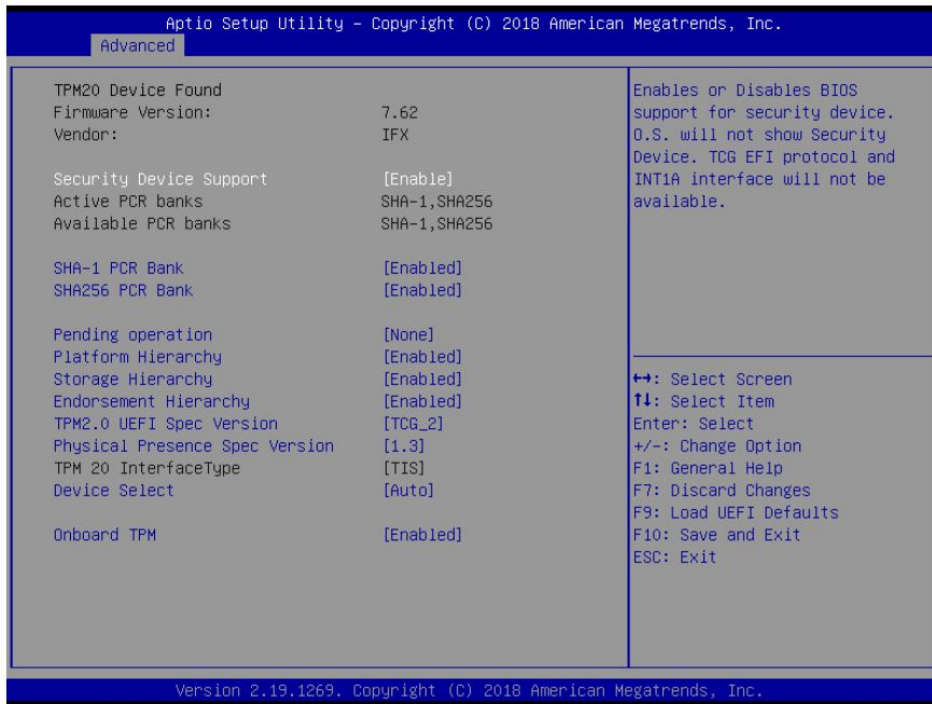 Aptio Setup Utility – Copyright (C) 2018 American Megatrends, Inc.
Advanced
TPM20 Device Found
Firmware Version: 7.62
Vendor: IFX
Security Device Support [Enable]
Active PCR banks SHA-1,SHA256
Available PCR banks SHA-1,SHA256
SHA-1 PCR Bank [Enabled]
SHA256 PCR Bank [Enabled]
Pending operation [None]
Platform Hierarchy [Enabled]
Storage Hierarchy [Enabled]
Endorsement Hierarchy [Enabled]
TPM2.0 UEFI Spec Version [TCG_2]
Physical Presence Spec Version [1.3]
TPM 20 InterfaceType [TIS]
Device Select [Auto]
Onboard TPM [Enabled]
Enables or Disables BIOS
support for security device.
O.S. will not show Security
Device. TCG EFI protocol and
INT1A interface will not be
available.
↔: Select Screen
↑↓: Select Item
Enter: Select
+/-: Change Option
F1: General Help
F7: Discard Changes
F9: Load UEFI Defaults
F10: Save and Exit
ESC: Exit
Version 2.19.1269. Copyright (C) 2018 American Megatrends, Inc.